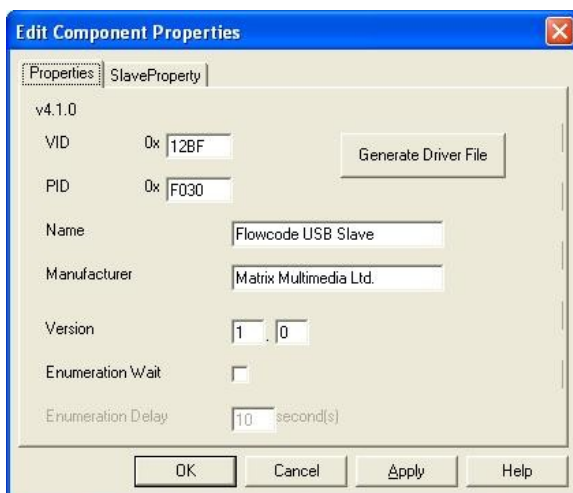 Edit Component Properties
Properties SlaveProperty
v4.1.0
VID 0x 12BF Generate Driver File
PID 0x F030
Name Flowcode USB Slave
Manufacturer Matrix Multimedia Ltd.
Version 1 . 0
Enumeration Wait
Enumeration Delay 10 second(s)
OK Cancel Apply Help